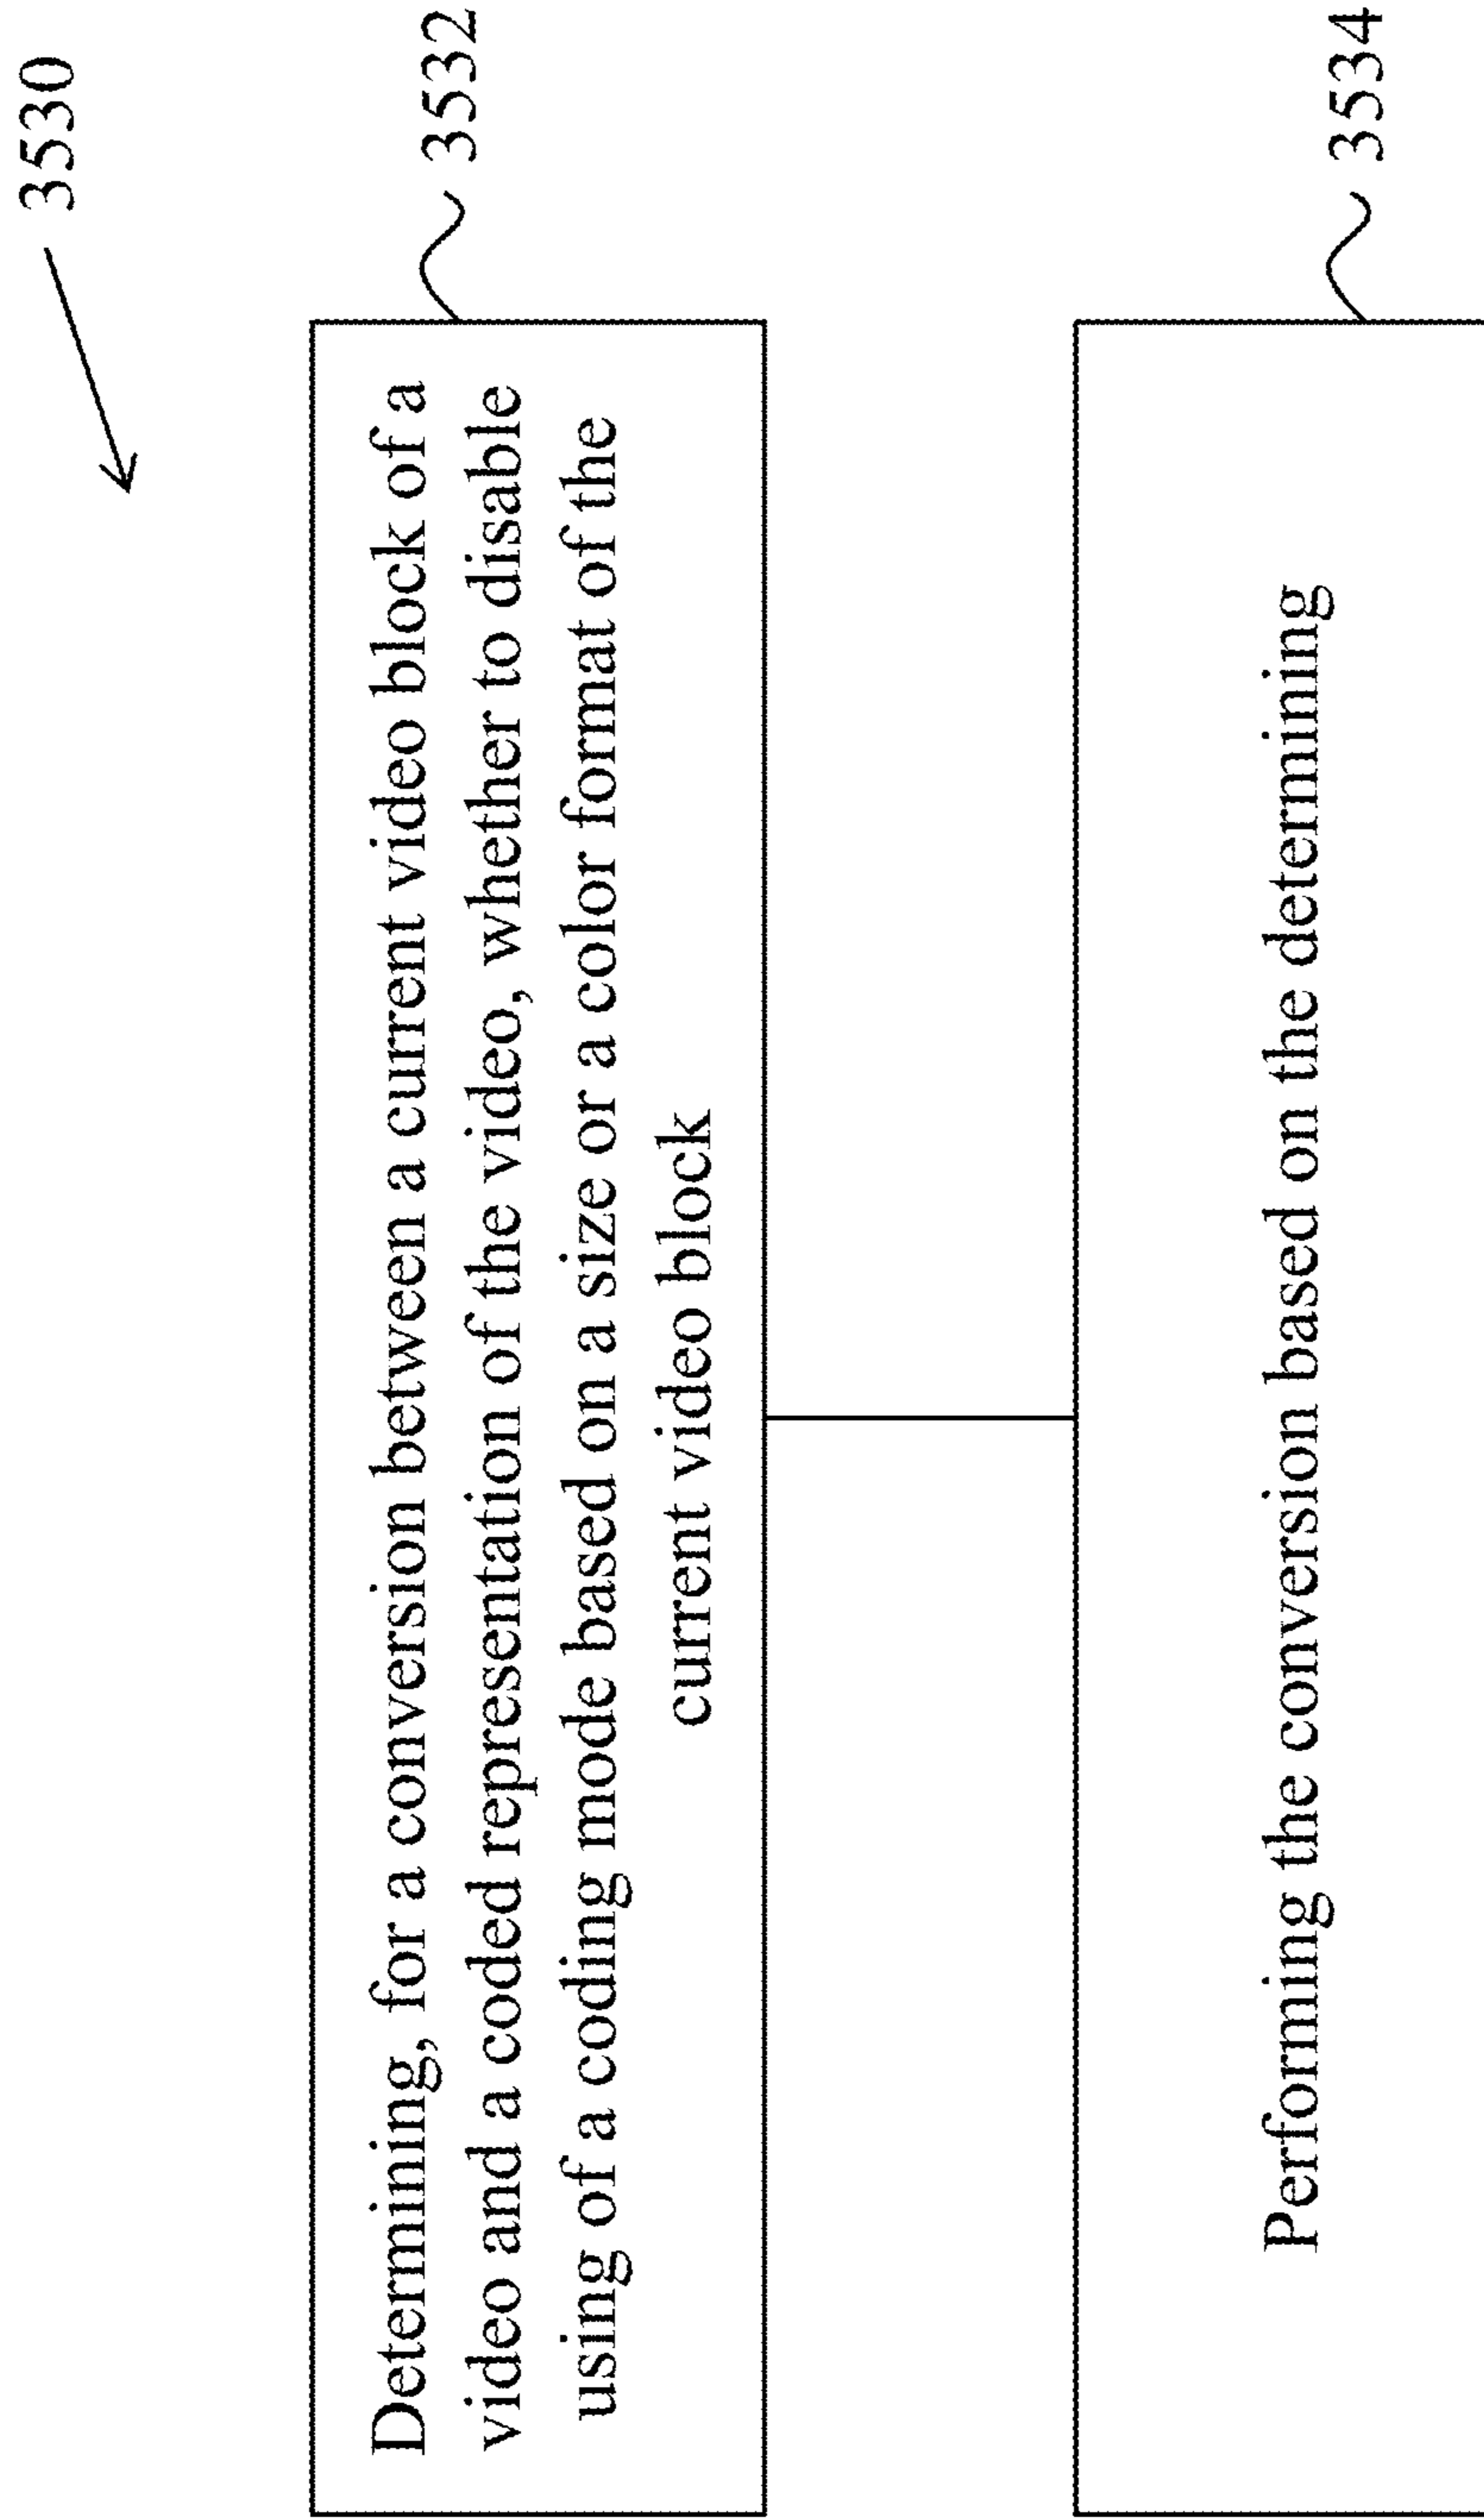 3530
Determining, for a conversion between a current video block of a
video and a coded representation of the video, whether to disable
using of a coding mode based on a size or a color format of the
current video block
3532
Performing the conversion based on the determining
3534